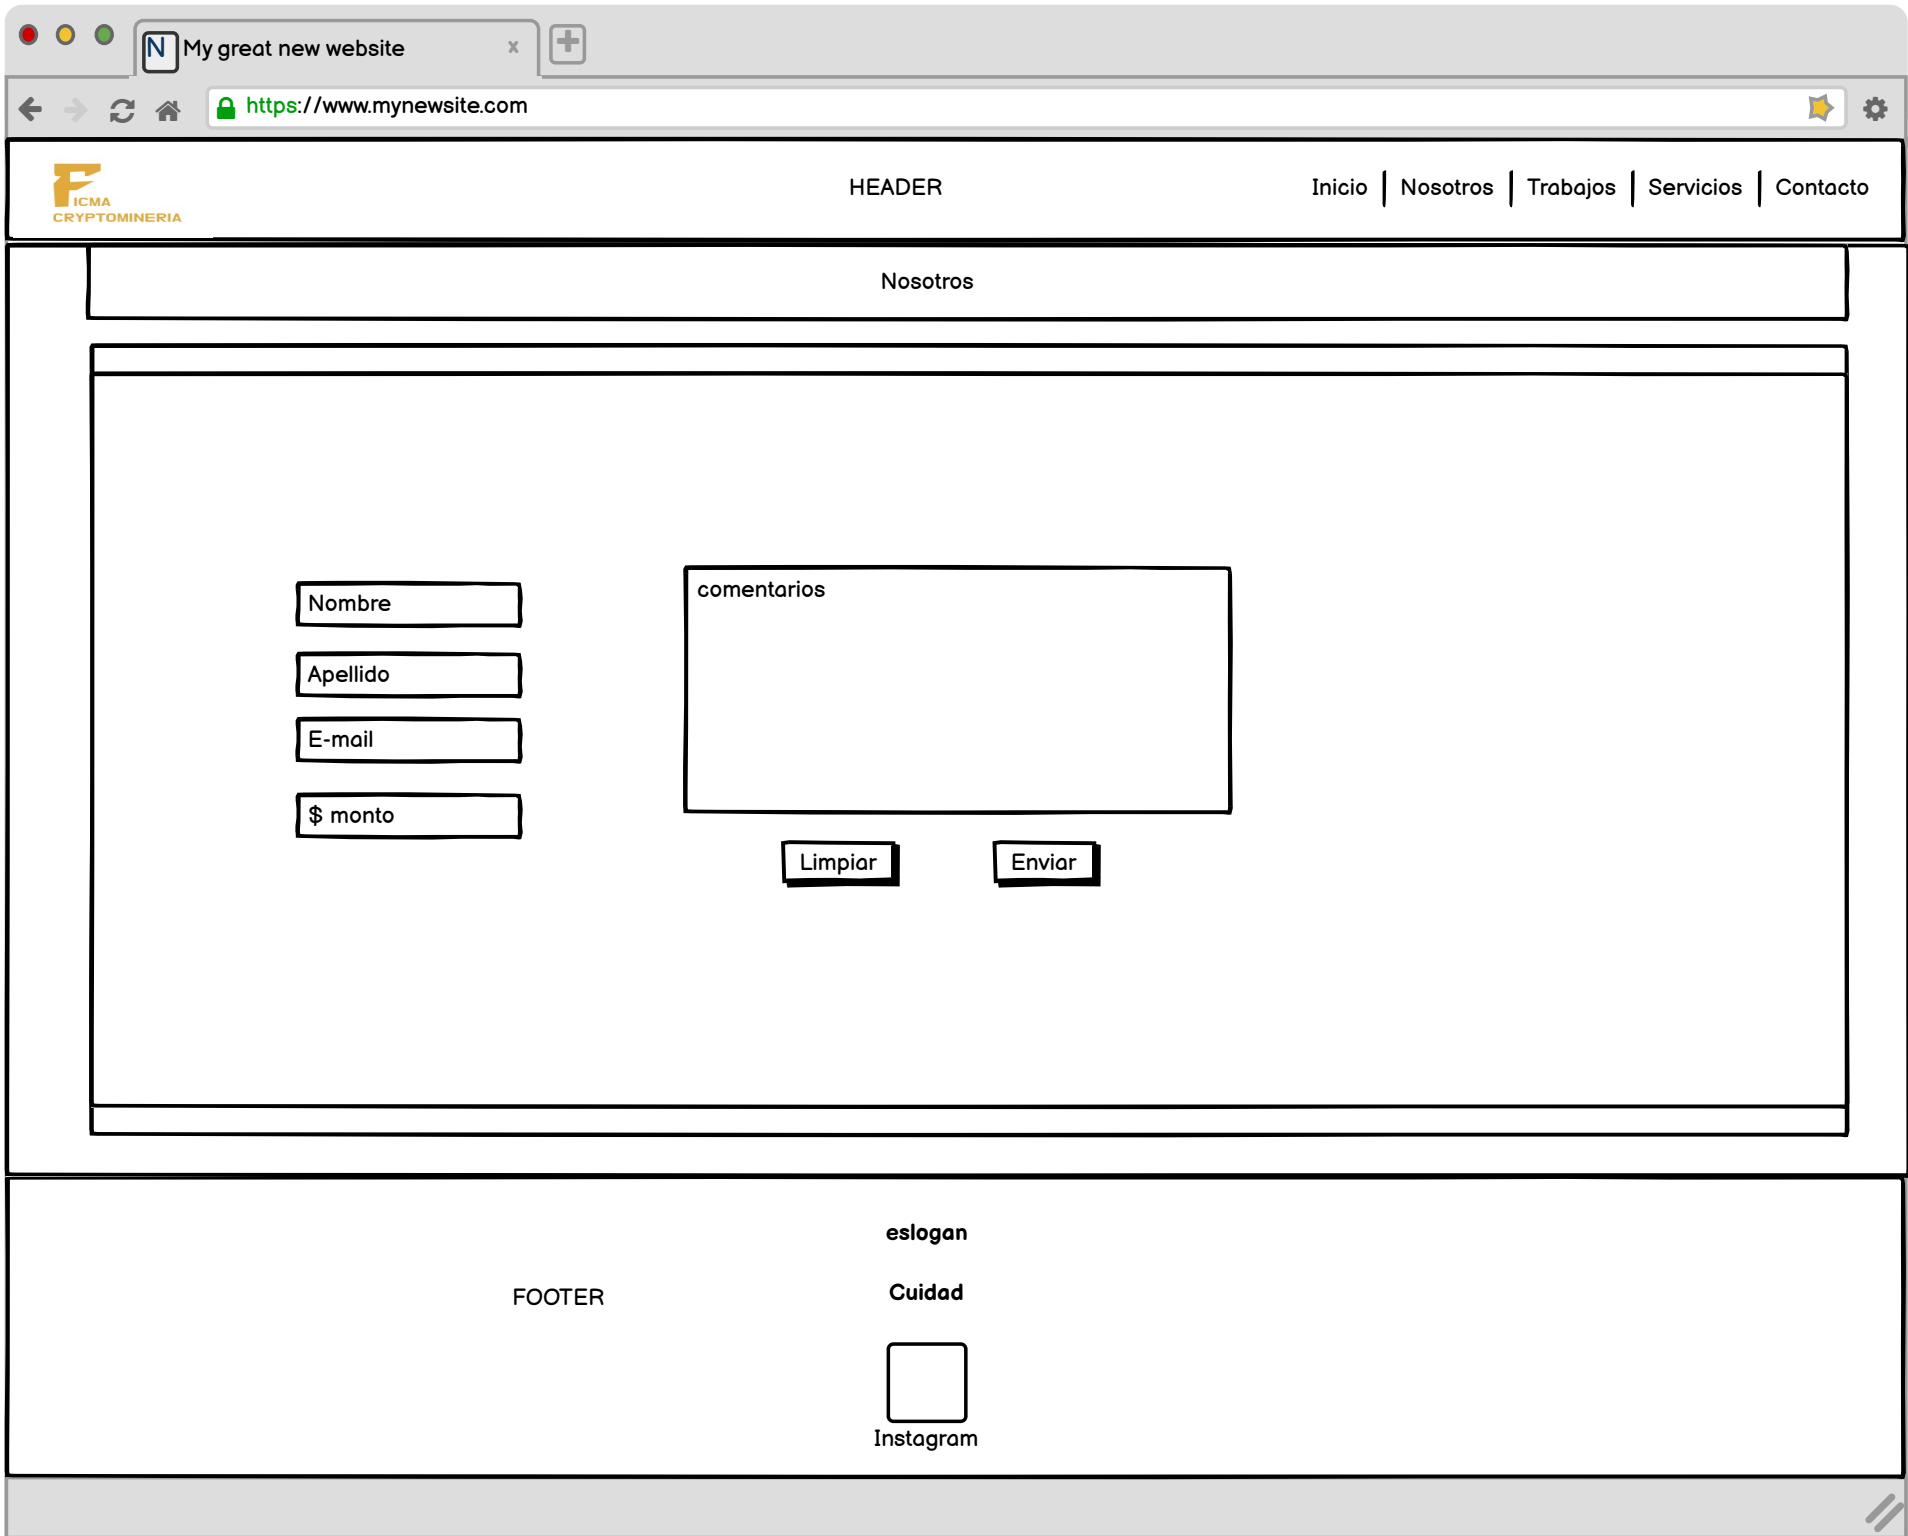 N My great new website x
https://www.mynewsite.com
FICMA
CRYPTOMINERIA
HEADER
Inicio Nosotros Trabajos Servicios Contacto
Nosotros
Nombre
Apellido
E-mail
$ monto
comentarios
Limpiar Enviar
eslogan
Cuidad
FOOTER
Instagram